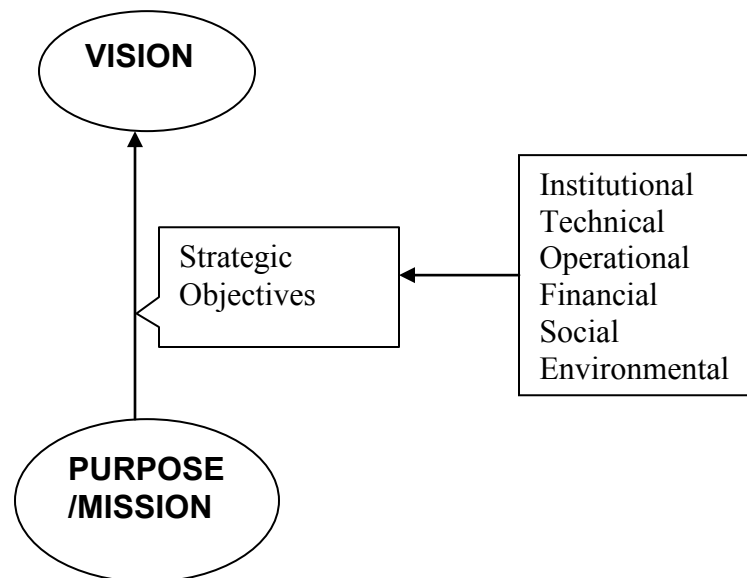 VISION
Strategic
Objectives
Institutional
Technical
Operational
Financial
Social
Environmental
PURPOSE
/MISSION